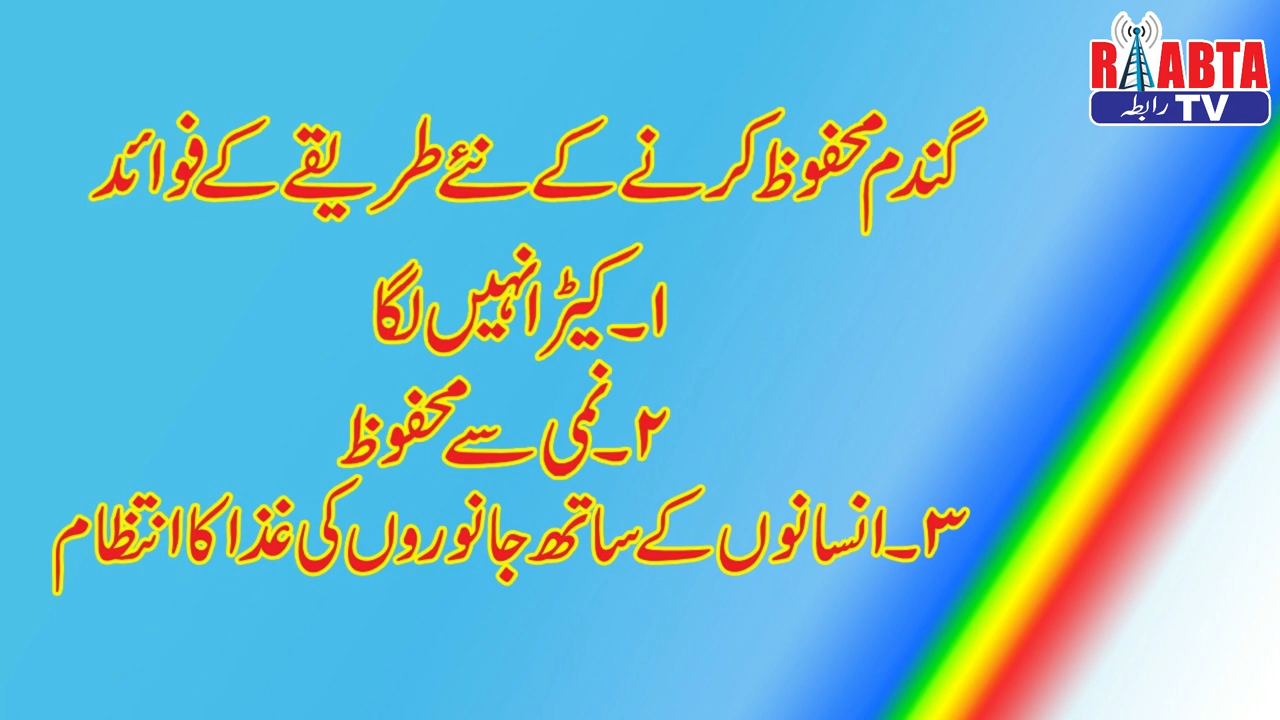 RAABTA
رابطہ TV
گندم محفوظ کرنے کے نئے طریقے کے فوائد
۱۔ کیڑا نہیں لگا
۲۔ نمی سے محفوظ
۳۔ انسانوں کے ساتھ جانوروں کی غذا کا انتظام